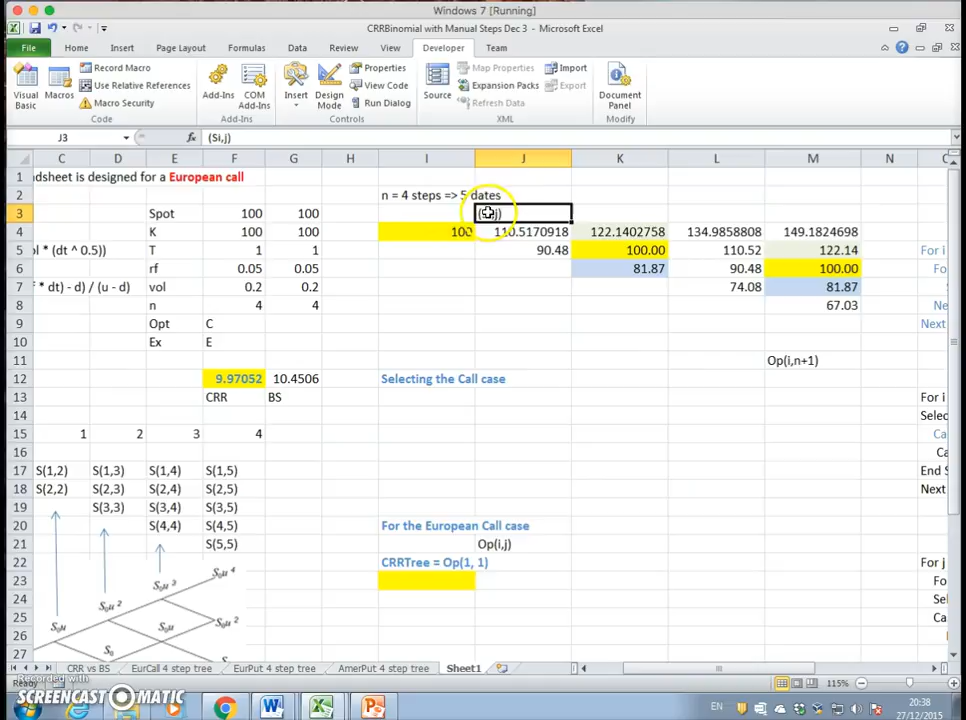 Windows 7 [Running]
CRRBinomial with Manual Steps Dec 3 - Microsoft Excel
File Home Insert Page Layout Formulas Data Review View Developer Team
Visual Basic Macros Record Macro Use Relative References Macro Security Add-Ins COM Add-Ins Insert Design Mode Properties View Code Run Dialog Source Map Properties Expansion Packs Refresh Data Import Export Document Panel
Code Add-Ins Controls XML Modify
J3 fx (Si,j)
C D E F G H I J K L M N
1 dsheet is designed for a European call
2 n = 4 steps => 5 dates
3 Spot 100 100
4 K 100 100 100 110.5170918 122.1402758 134.9858808 149.1824698
5 ol * (dt ^ 0.5)) T 1 1 90.48 100.00 110.52 122.14 For i
6 rf 0.05 0.05 81.87 90.48 100.00 Fo
7 * dt) - d) / (u - d) vol 0.2 0.2 74.08 81.87
8 n 4 4 67.03 Ne
9 Opt C Next
10 Ex E
11 Op(i,n+1)
12 9.97052 10.4506 Selecting the Call case
13 CRR BS For i
14 Selec
15 1 2 3 4 Ca
16 Ca
17 S(1,2) S(1,3) S(1,4) S(1,5) End S
18 S(2,2) S(2,3) S(2,4) S(2,5) Next
19 S(3,3) S(3,4) S(3,5)
20 S(4,4) S(4,5) For the European Call case
21 S(5,5) Op(i,j)
22 CRRTree = Op(1, 1) For j
23 S₀u³ S₀u⁴ Fo
24 S₀u² Sel
25 S₀u S₀u S₀u² Ca
26 S₀ Ne
27
CRR vs BS EurCall 4 step tree EurPut 4 step tree AmerPut 4 step tree Sheet1
Ready 115%
Recorded with
SCREENCAST-O-MATIC
EN 20:38
27/12/2015